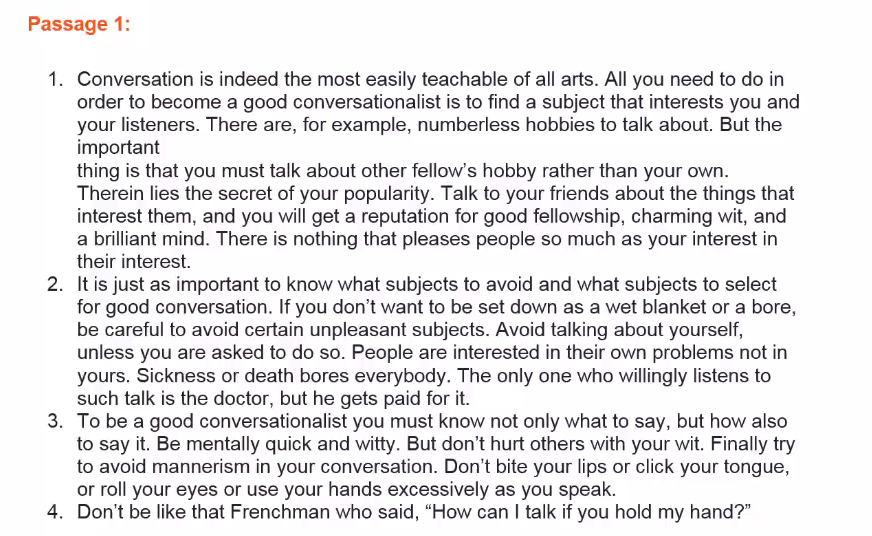 Passage 1:
1. Conversation is indeed the most easily teachable of all arts. All you need to do in
order to become a good conversationalist is to find a subject that interests you and
your listeners. There are, for example, numberless hobbies to talk about. But the
important
thing is that you must talk about other fellow’s hobby rather than your own.
Therein lies the secret of your popularity. Talk to your friends about the things that
interest them, and you will get a reputation for good fellowship, charming wit, and
a brilliant mind. There is nothing that pleases people so much as your interest in
their interest.
2. It is just as important to know what subjects to avoid and what subjects to select
for good conversation. If you don’t want to be set down as a wet blanket or a bore,
be careful to avoid certain unpleasant subjects. Avoid talking about yourself,
unless you are asked to do so. People are interested in their own problems not in
yours. Sickness or death bores everybody. The only one who willingly listens to
such talk is the doctor, but he gets paid for it.
3. To be a good conversationalist you must know not only what to say, but how also
to say it. Be mentally quick and witty. But don’t hurt others with your wit. Finally try
to avoid mannerism in your conversation. Don’t bite your lips or click your tongue,
or roll your eyes or use your hands excessively as you speak.
4. Don’t be like that Frenchman who said, “How can I talk if you hold my hand?”